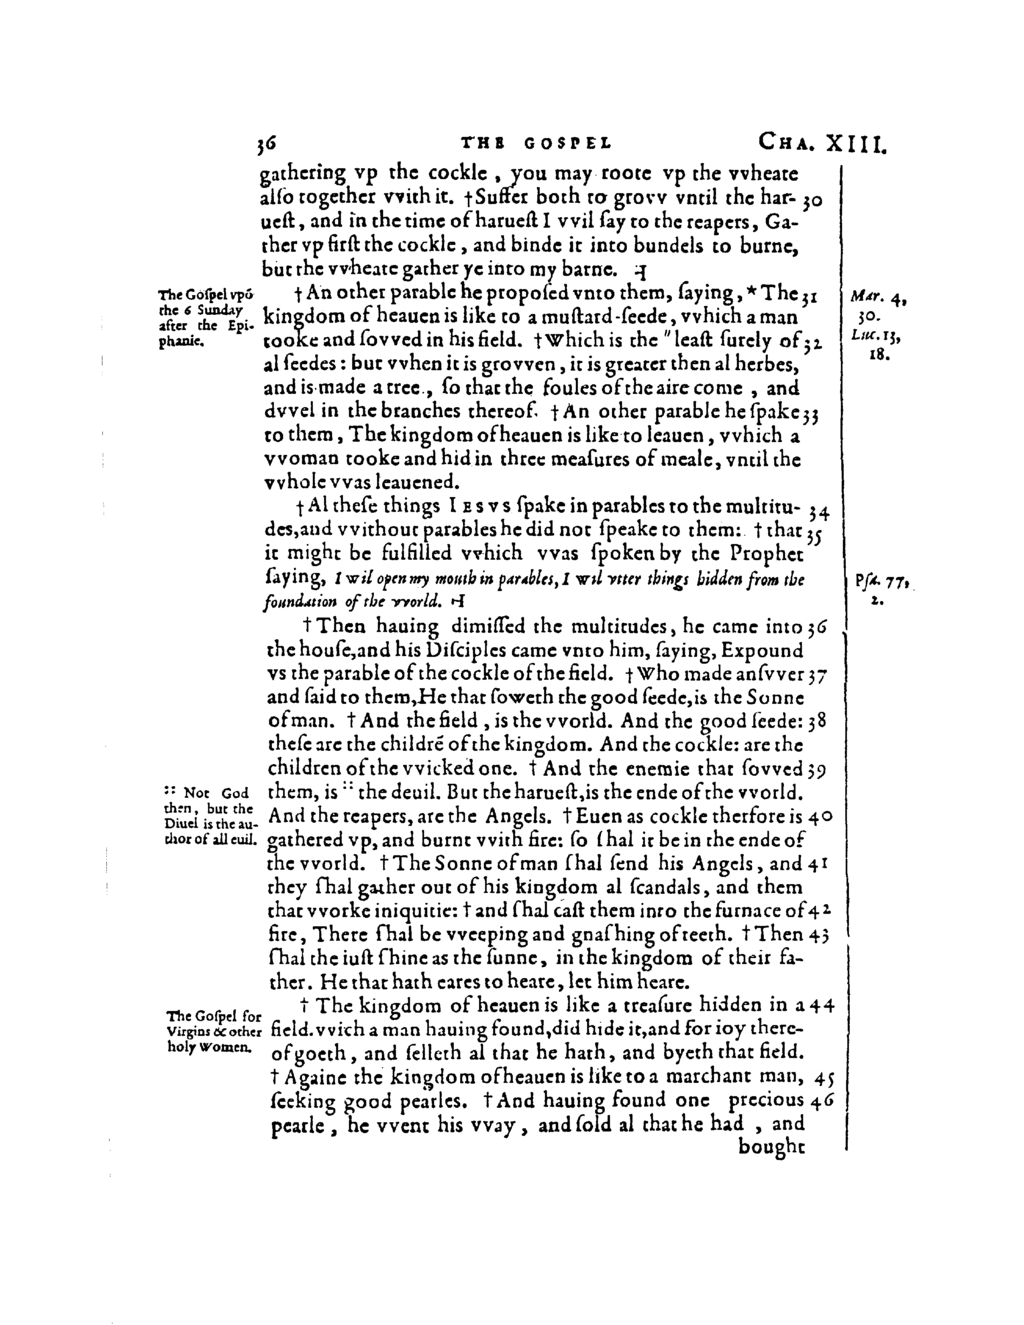 36 THE GOSPEL CHA. XIII.
gathering vp the cockle, you may roote vp the vvheate
alſo together vvith it. †Suffer both to grovv vntil the har- 30
ueſt, and in the time of harueſt I vvil ſay to the reapers, Ga-
ther vp firſt the cockle, and binde it into bundels to burne,
but the vvheate gather ye into my barne. ⊣
The Goſpel vpō
the 6 Sunday
after the Epi-
phanie.
† An other parable he propoſed vnto them, ſaying, * The 31
kingdom of heauen is like to a muſtard-ſeede, vvhich a man
tooke and ſovved in his field. †Which is the "leaſt ſurely of 32
al ſeedes: but vvhen it is grovven, it is greater then al herbes,
and is made a tree, ſo that the foules of the aire come, and
dvvel in the branches thereof. †An other parable he ſpake 33
to them, The kingdom of heauen is like to leauen, vvhich a
vvoman tooke and hid in three meaſures of meale, vntil the
vvhole vvas leauened.
Mar. 4,
30.
Luc. 13,
18.
† Al theſe things IESVS ſpake in parables to the multitu- 34
des, and vvithout parables he did not ſpeake to them: † that 35
it might be fulfilled vvhich vvas ſpoken by the Prophet
ſaying, I wil open my mouth in parables, I wil vtter things hidden from the
foundation of the vvorld. ⊢⊣
Pſa. 77,
2.
† Then hauing dimiſſed the multitudes, he came into 36
the houſe, and his Diſciples came vnto him, ſaying, Expound
vs the parable of the cockle of the field. †Who made anſvver 37
and ſaid to them, He that ſoweth the good ſeede, is the Sonne
of man. † And the field, is the vvorld. And the good ſeede: 38
theſe are the childrē of the kingdom. And the cockle: are the
children of the vvicked one. † And the enemie that ſovved 39
them, is :: the deuil. But the harueſt, is the ende of the vvorld.
And the reapers, are the Angels. †Euen as cockle therfore is 40
gathered vp, and burnt vvith fire: ſo ſhal it be in the ende of
the vvorld. † The Sonne of man ſhal ſend his Angels, and 41
they ſhal gather out of his kingdom al ſcandals, and them
that vvorke iniquitie: † and ſhal caſt them into the furnace of 42
fire, There ſhal be vveeping and gnaſhing of teeth. †Then 43
ſhal the iuſt ſhine as the ſunne, in the kingdom of their fa-
ther. He that hath eares to heare, let him heare.
:: Not God
then, but the
Diuel is the au-
thor of all euil.
The Goſpel for
Virgins & other
holy Women.
† The kingdom of heauen is like a treaſure hidden in a 44
field. vvich a man hauing found, did hide it, and for ioy there-
of goeth, and ſelleth al that he hath, and byeth that field.
† Againe the kingdom of heauen is like to a marchant man, 45
ſeeking good pearles. † And hauing found one precious 46
pearle, he vvent his vvay, and ſold al that he had, and
bought